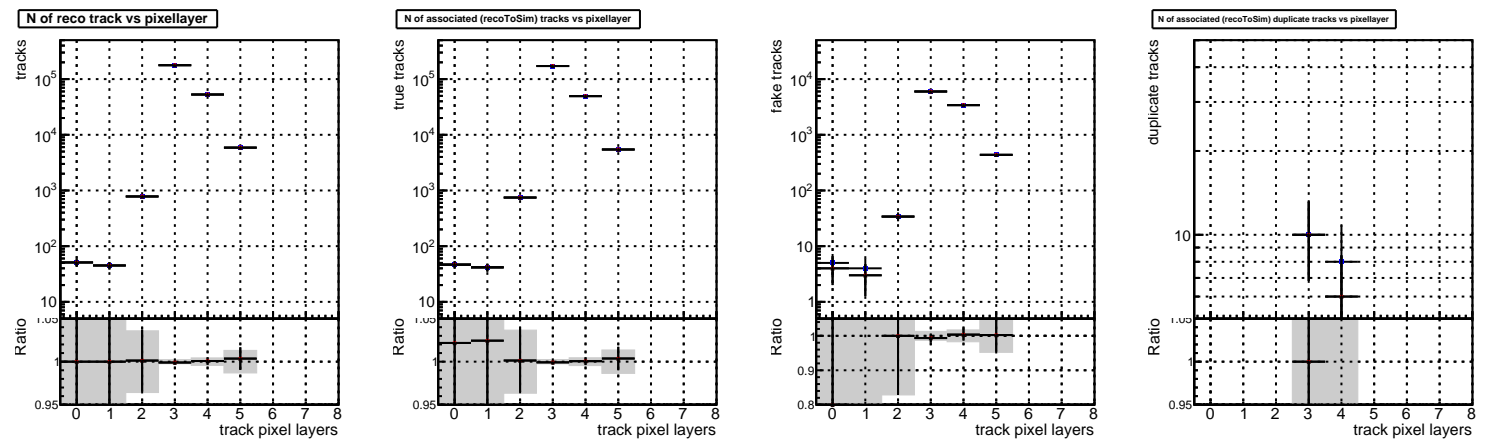 N of reco track vs pixellayer
tracks
10^5
10^4
10^3
10^2
10
1.05
Ratio
1
0.95
0 1 2 3 4 5 6 7 8
track pixel layers
N of associated (recoToSim) tracks vs pixellayer
true tracks
10^5
10^4
10^3
10^2
10
1.05
Ratio
1
0.95
0 1 2 3 4 5 6 7 8
track pixel layers
fake tracks
10^4
10^3
10^2
10
1
Ratio
1
0.9
0.8
0 1 2 3 4 5 6 7 8
track pixel layers
N of associated (recoToSim) duplicate tracks vs pixellayer
duplicate tracks
10
1.05
Ratio
1
0.95
0 1 2 3 4 5 6 7 8
track pixel layers